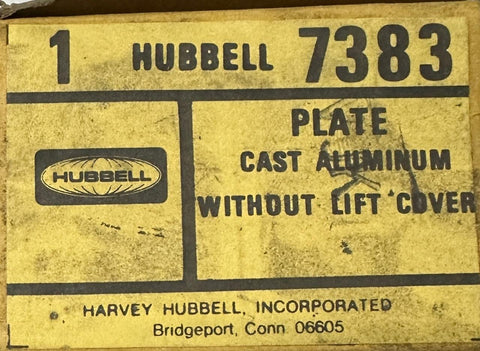 1 HUBBELL 7383
PLATE
CAST ALUMINUM
WITHOUT LIFT COVER
HUBBELL
HARVEY HUBBELL, INCORPORATED
Bridgeport, Conn 06605